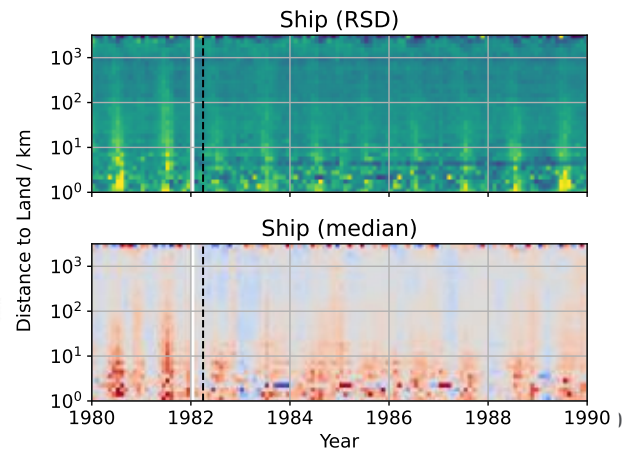 Ship (RSD)
10³
10²
10¹
10⁰
Distance to Land / km
Ship (median)
10³
10²
10¹
10⁰
1980 1982 1984 1986 1988 1990 )
Year